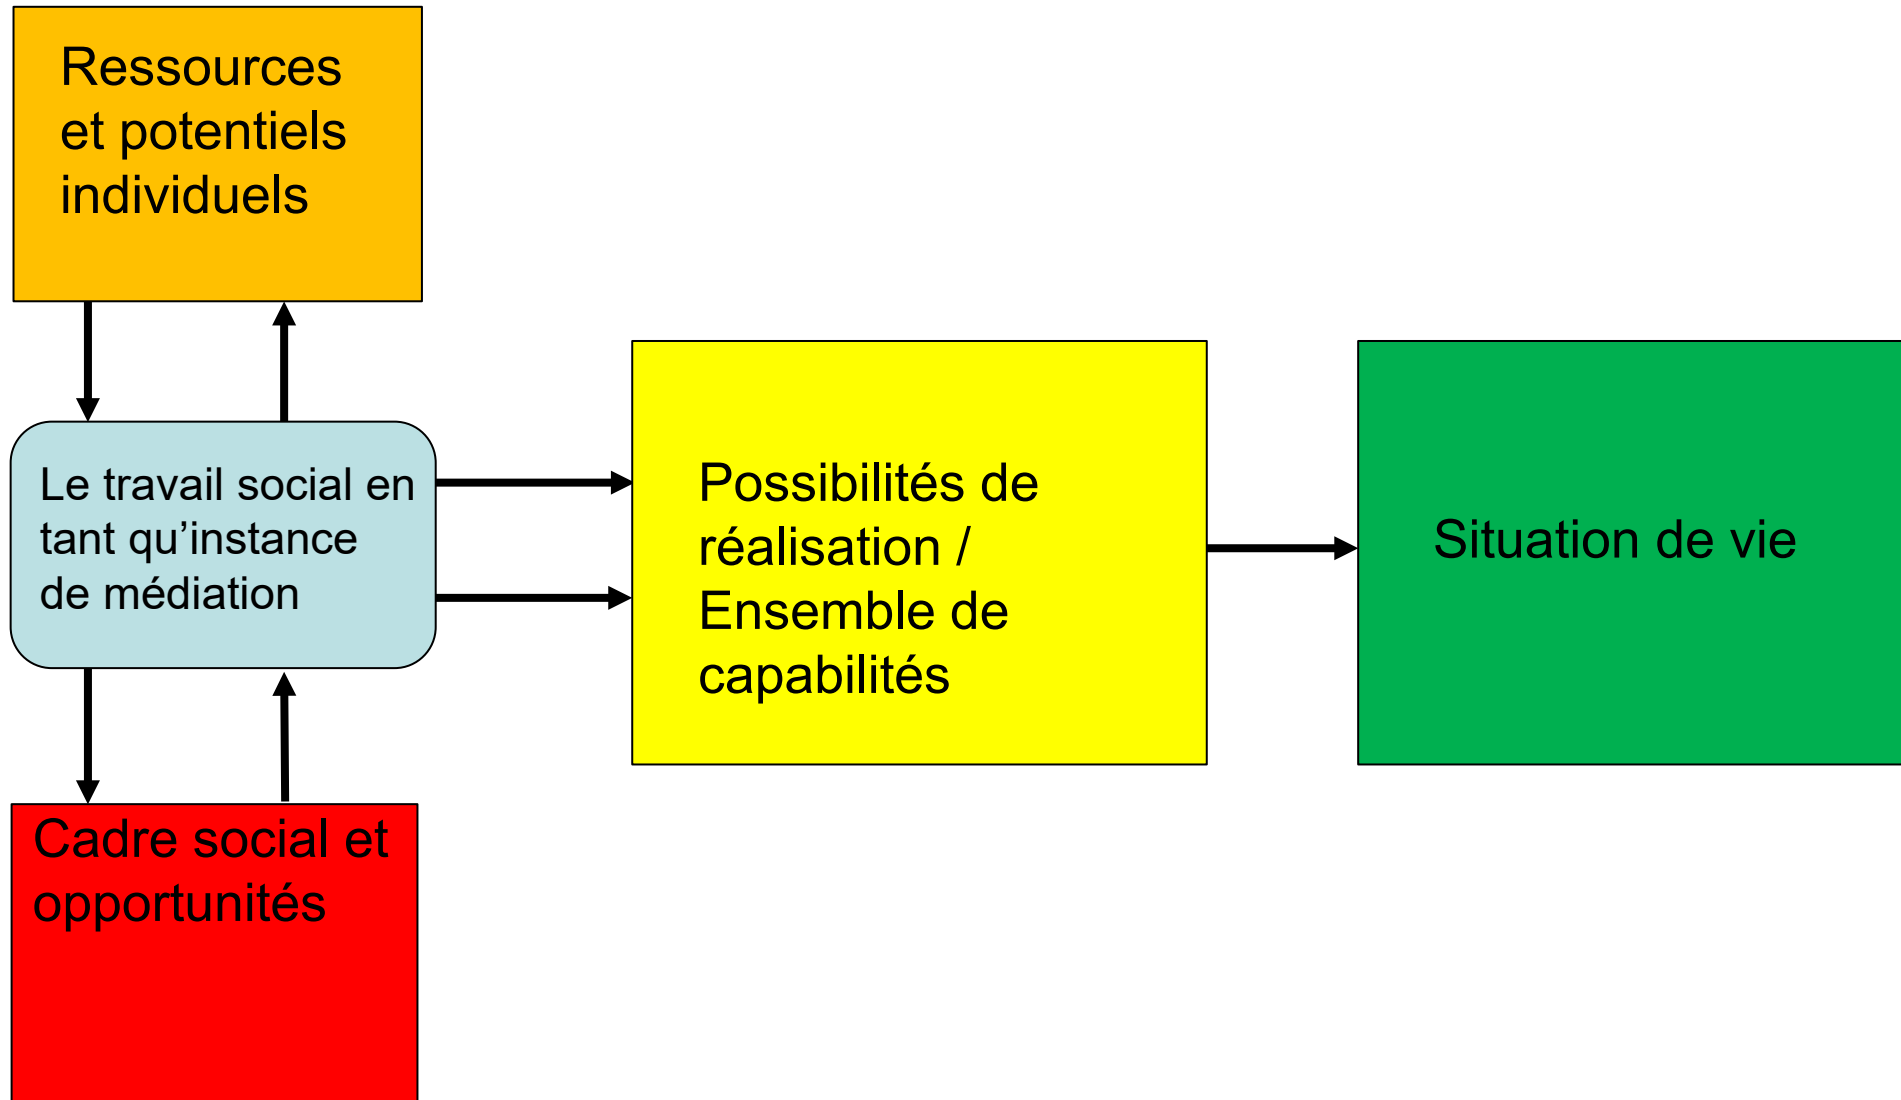 Ressources
et potentiels
individuels
Le travail social en
tant qu’instance
de médiation
Possibilités de
réalisation /
Ensemble de
capabilités
Situation de vie
Cadre social et
opportunités